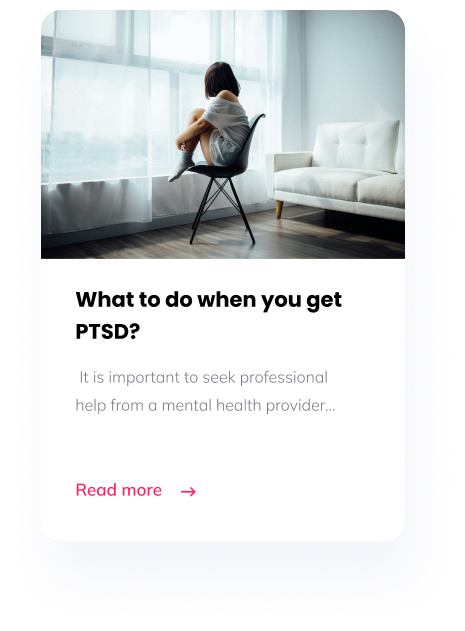 What to do when you get
PTSD?
It is important to seek professional
help from a mental health provider...
Read more →